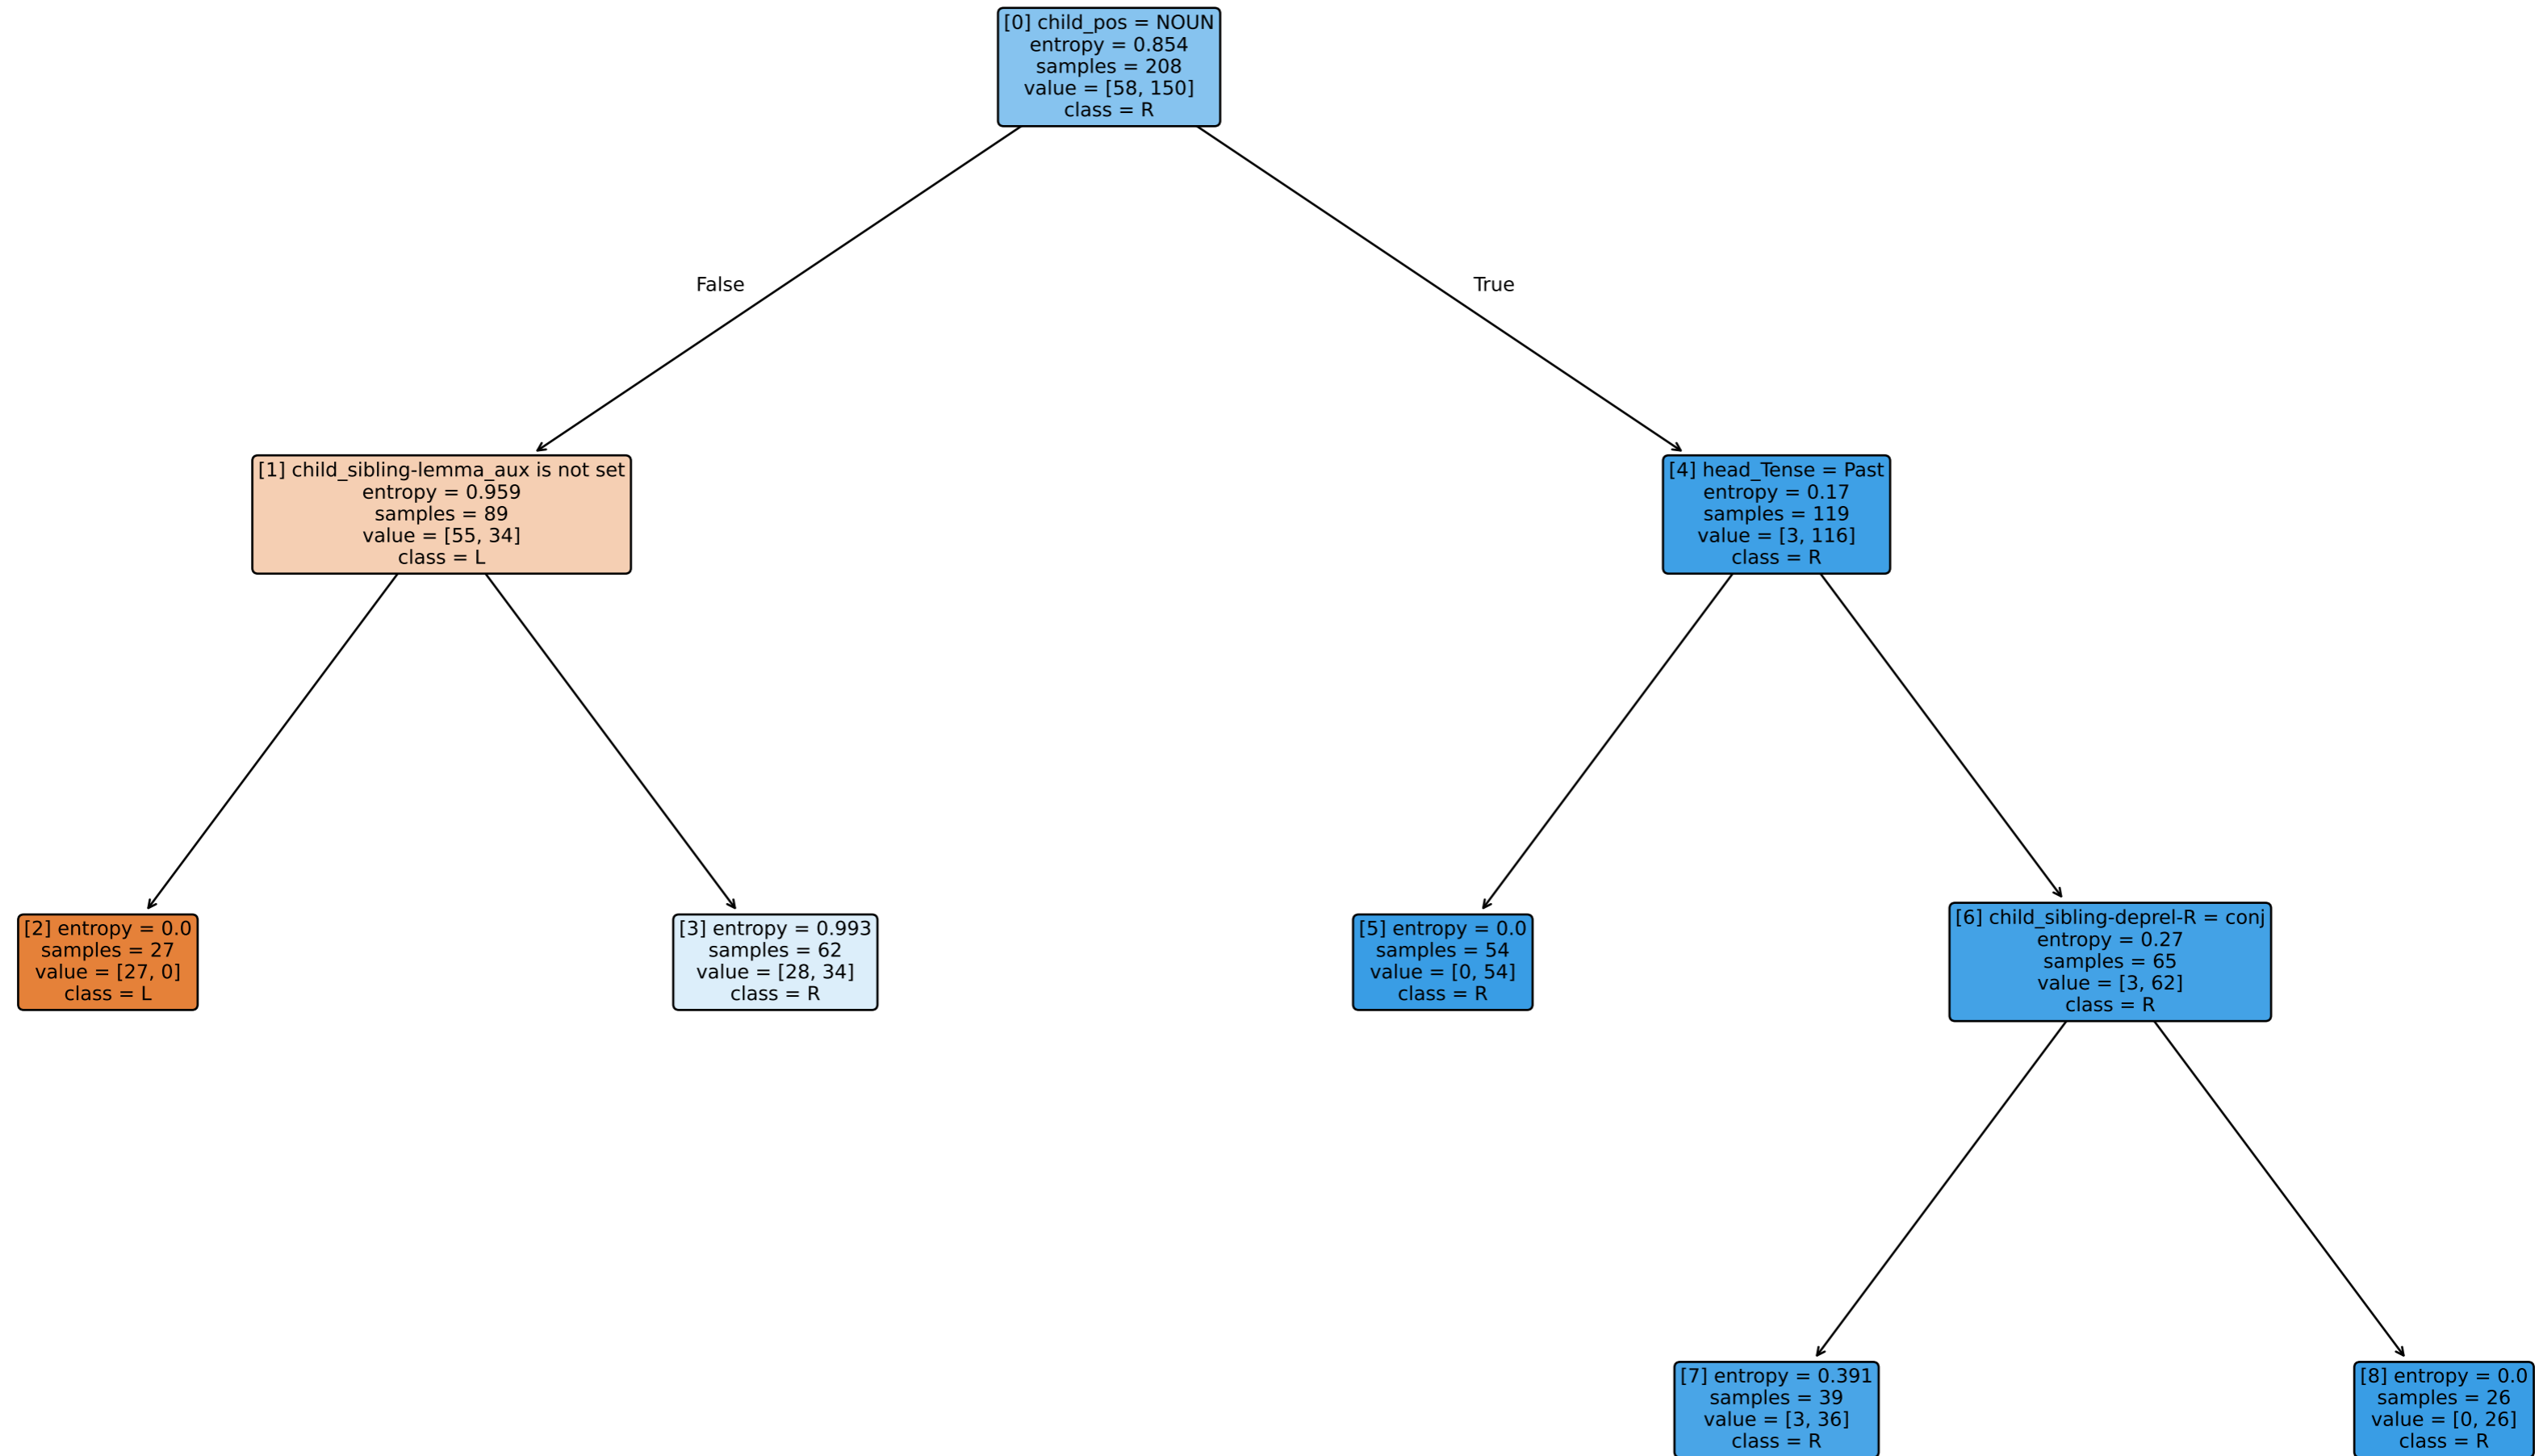 [0] child_pos = NOUN
entropy = 0.854
samples = 208
value = [58, 150]
class = R
False
True
[1] child_sibling-lemma_aux is not set
entropy = 0.959
samples = 89
value = [55, 34]
class = L
[4] head_Tense = Past
entropy = 0.17
samples = 119
value = [3, 116]
class = R
[2] entropy = 0.0
samples = 27
value = [27, 0]
class = L
[3] entropy = 0.993
samples = 62
value = [28, 34]
class = R
[5] entropy = 0.0
samples = 54
value = [0, 54]
class = R
[6] child_sibling-deprel-R = conj
entropy = 0.27
samples = 65
value = [3, 62]
class = R
[7] entropy = 0.391
samples = 39
value = [3, 36]
class = R
[8] entropy = 0.0
samples = 26
value = [0, 26]
class = R